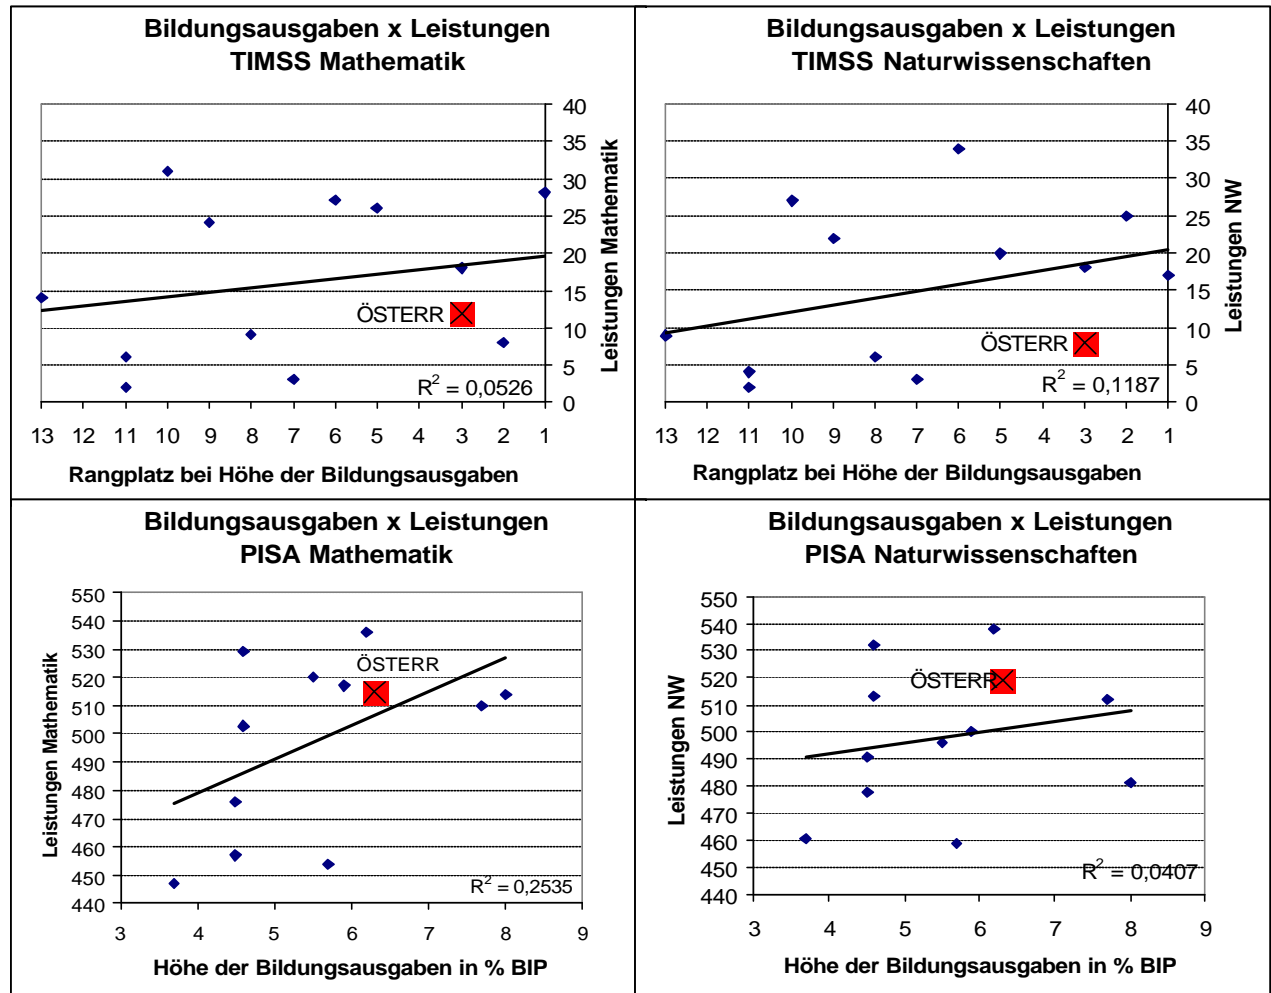 Bildungsausgaben x Leistungen
TIMSS Mathematik
40
35
30
25
20
15
10
5
0
Leistungen Mathematik
ÖSTERR
R² = 0,0526
13 12 11 10 9 8 7 6 5 4 3 2 1
Rangplatz bei Höhe der Bildungsausgaben
Bildungsausgaben x Leistungen
TIMSS Naturwissenschaften
40
35
30
25
20
15
10
5
0
Leistungen NW
ÖSTERR
R² = 0,1187
13 12 11 10 9 8 7 6 5 4 3 2 1
Rangplatz bei Höhe der Bildungsausgaben
Bildungsausgaben x Leistungen
PISA Mathematik
550
540
530
520
510
500
490
480
470
460
450
440
Leistungen Mathematik
ÖSTERR
R² = 0,2535
3 4 5 6 7 8 9
Höhe der Bildungsausgaben in % BIP
Bildungsausgaben x Leistungen
PISA Naturwissenschaften
550
540
530
520
510
500
490
480
470
460
450
440
Leistungen NW
ÖSTERR
R² = 0,0407
3 4 5 6 7 8 9
Höhe der Bildungsausgaben in % BIP